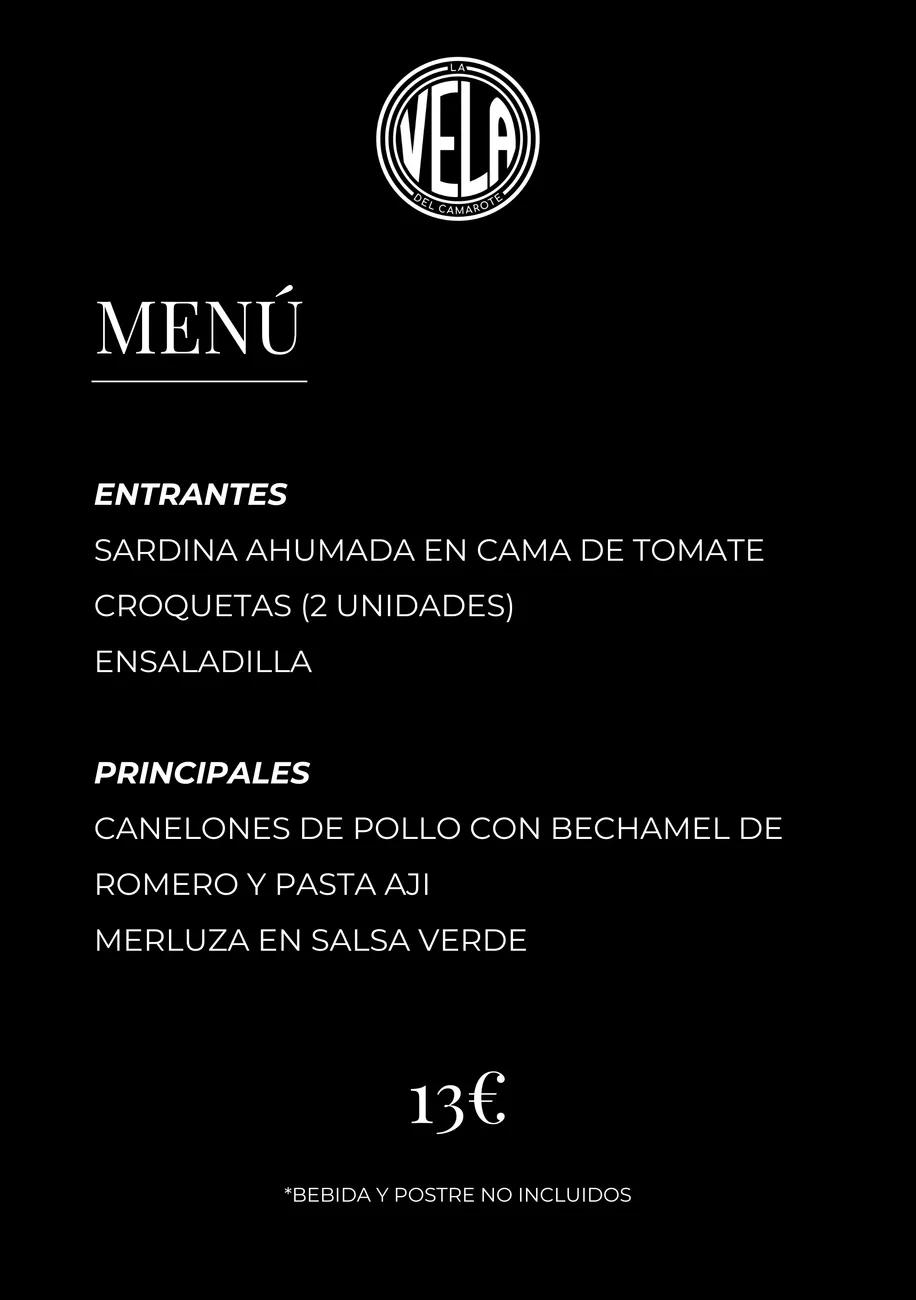 LA
VELA
DEL CAMAROTE
MENÚ
ENTRANTES
SARDINA AHUMADA EN CAMA DE TOMATE
CROQUETAS (2 UNIDADES)
ENSALADILLA
PRINCIPALES
CANELONES DE POLLO CON BECHAMEL DE
ROMERO Y PASTA AJI
MERLUZA EN SALSA VERDE
13€
*BEBIDA Y POSTRE NO INCLUIDOS